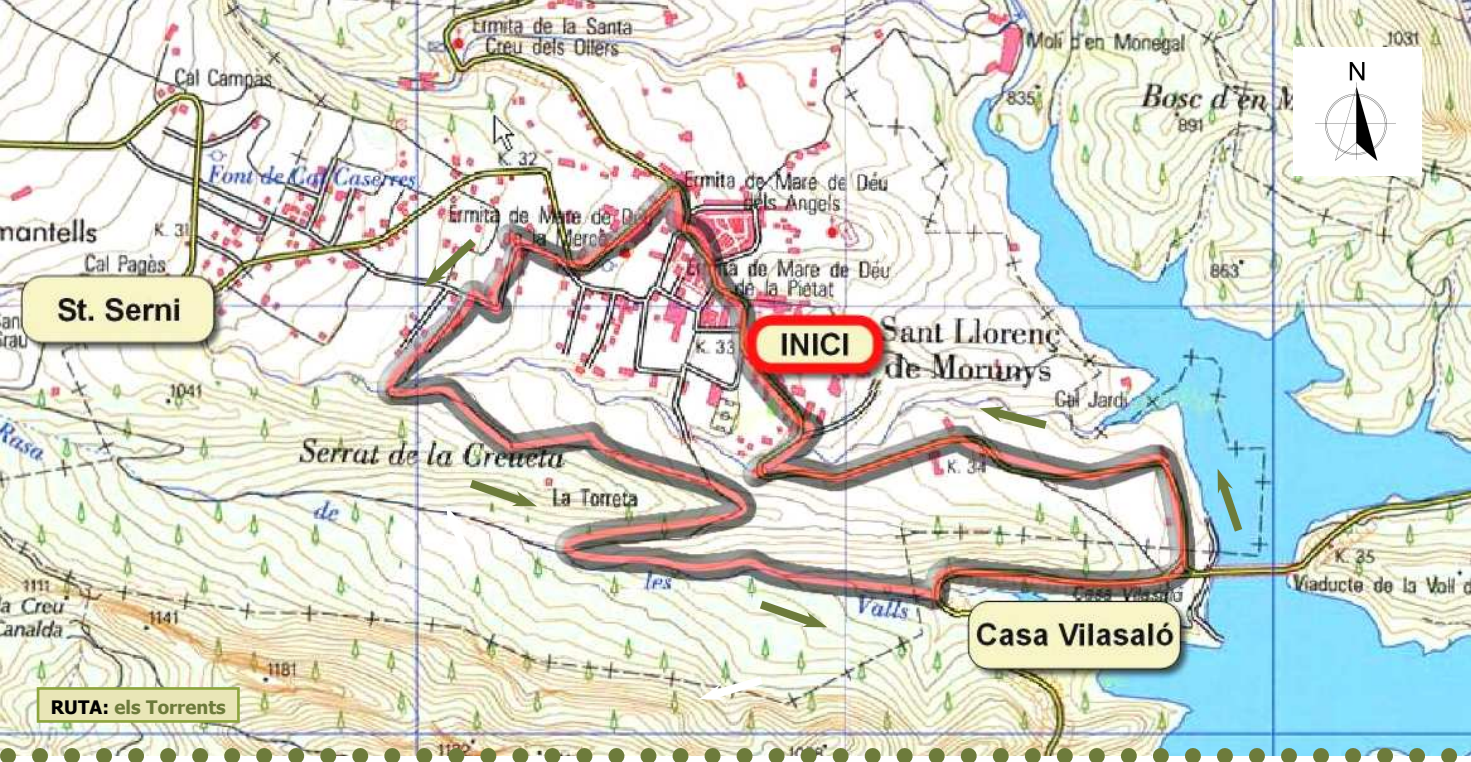 Ermita de la Santa
Creu dels Ollers
Molí d'en Monegal
1031
N
Cal Campàs
835
Bosc d'en
891
K. 32
Font de Cal Caserres
Ermita de Mare de Déu
dels Angels
Ermita de Mare de Déu
de la Mercè
mantells
K. 31
Cal Pagès
Ermita de Mare de Déu
de la Pietat
863
St. Serni
INICI
K. 33
Sant Llorenç
de Morunys
1041
Cal Jardí
Rasa
Serrat de la Creueta
K. 34
La Torreta
de
les
Valls
K. 35
Viaducte de la Vall d
Casa Vilasaló
1111
la Creu
Canalda
1141
Casa Vilasaló
1181
RUTA: els Torrents